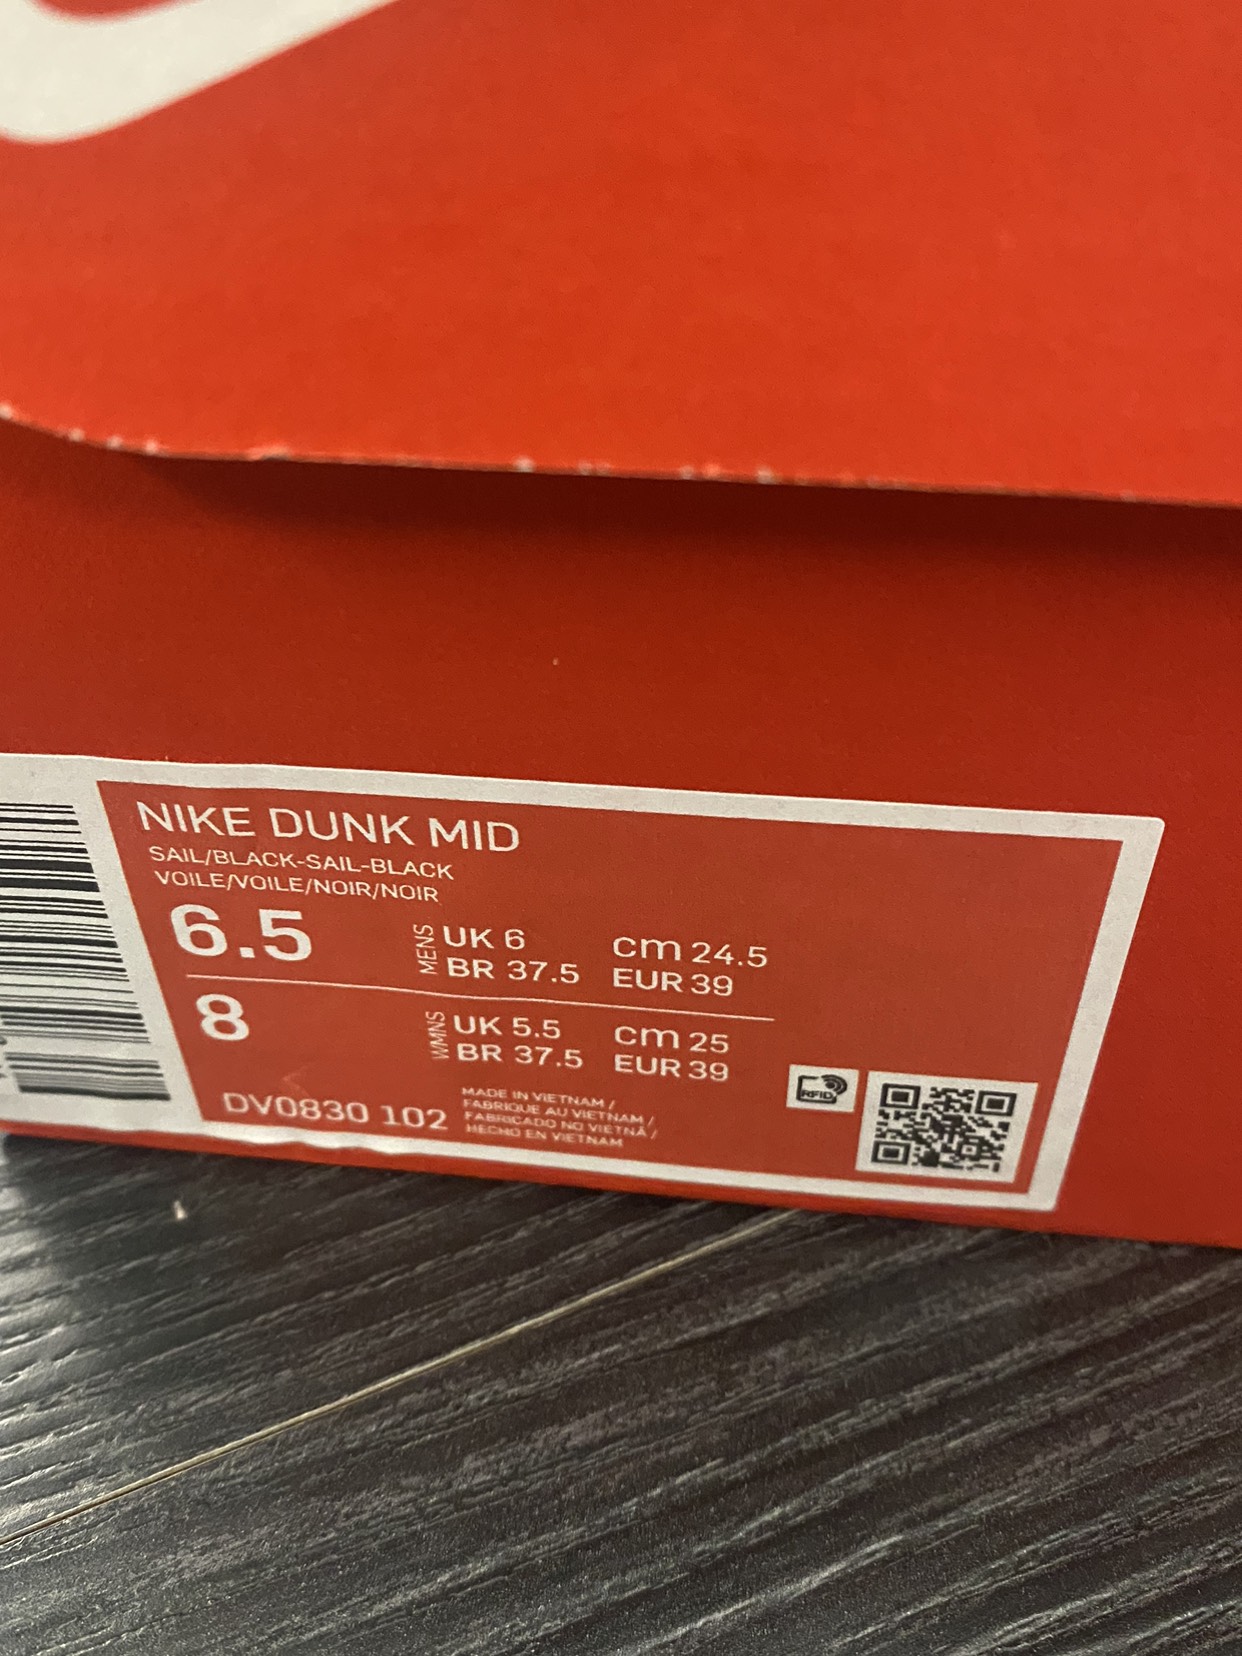 NIKE DUNK MID
SAIL/BLACK-SAIL-BLACK
VOILE/VOILE/NOIR/NOIR
6.5 MENS UK 6 cm 24.5
BR 37.5 EUR 39
8 WMNS UK 5.5 cm 25
BR 37.5 EUR 39
DV0830 102
MADE IN VIETNAM /
FABRIQUE AU VIETNAM /
FABRICADO NO VIETNÃ /
HECHO EN VIETNAM
RFID